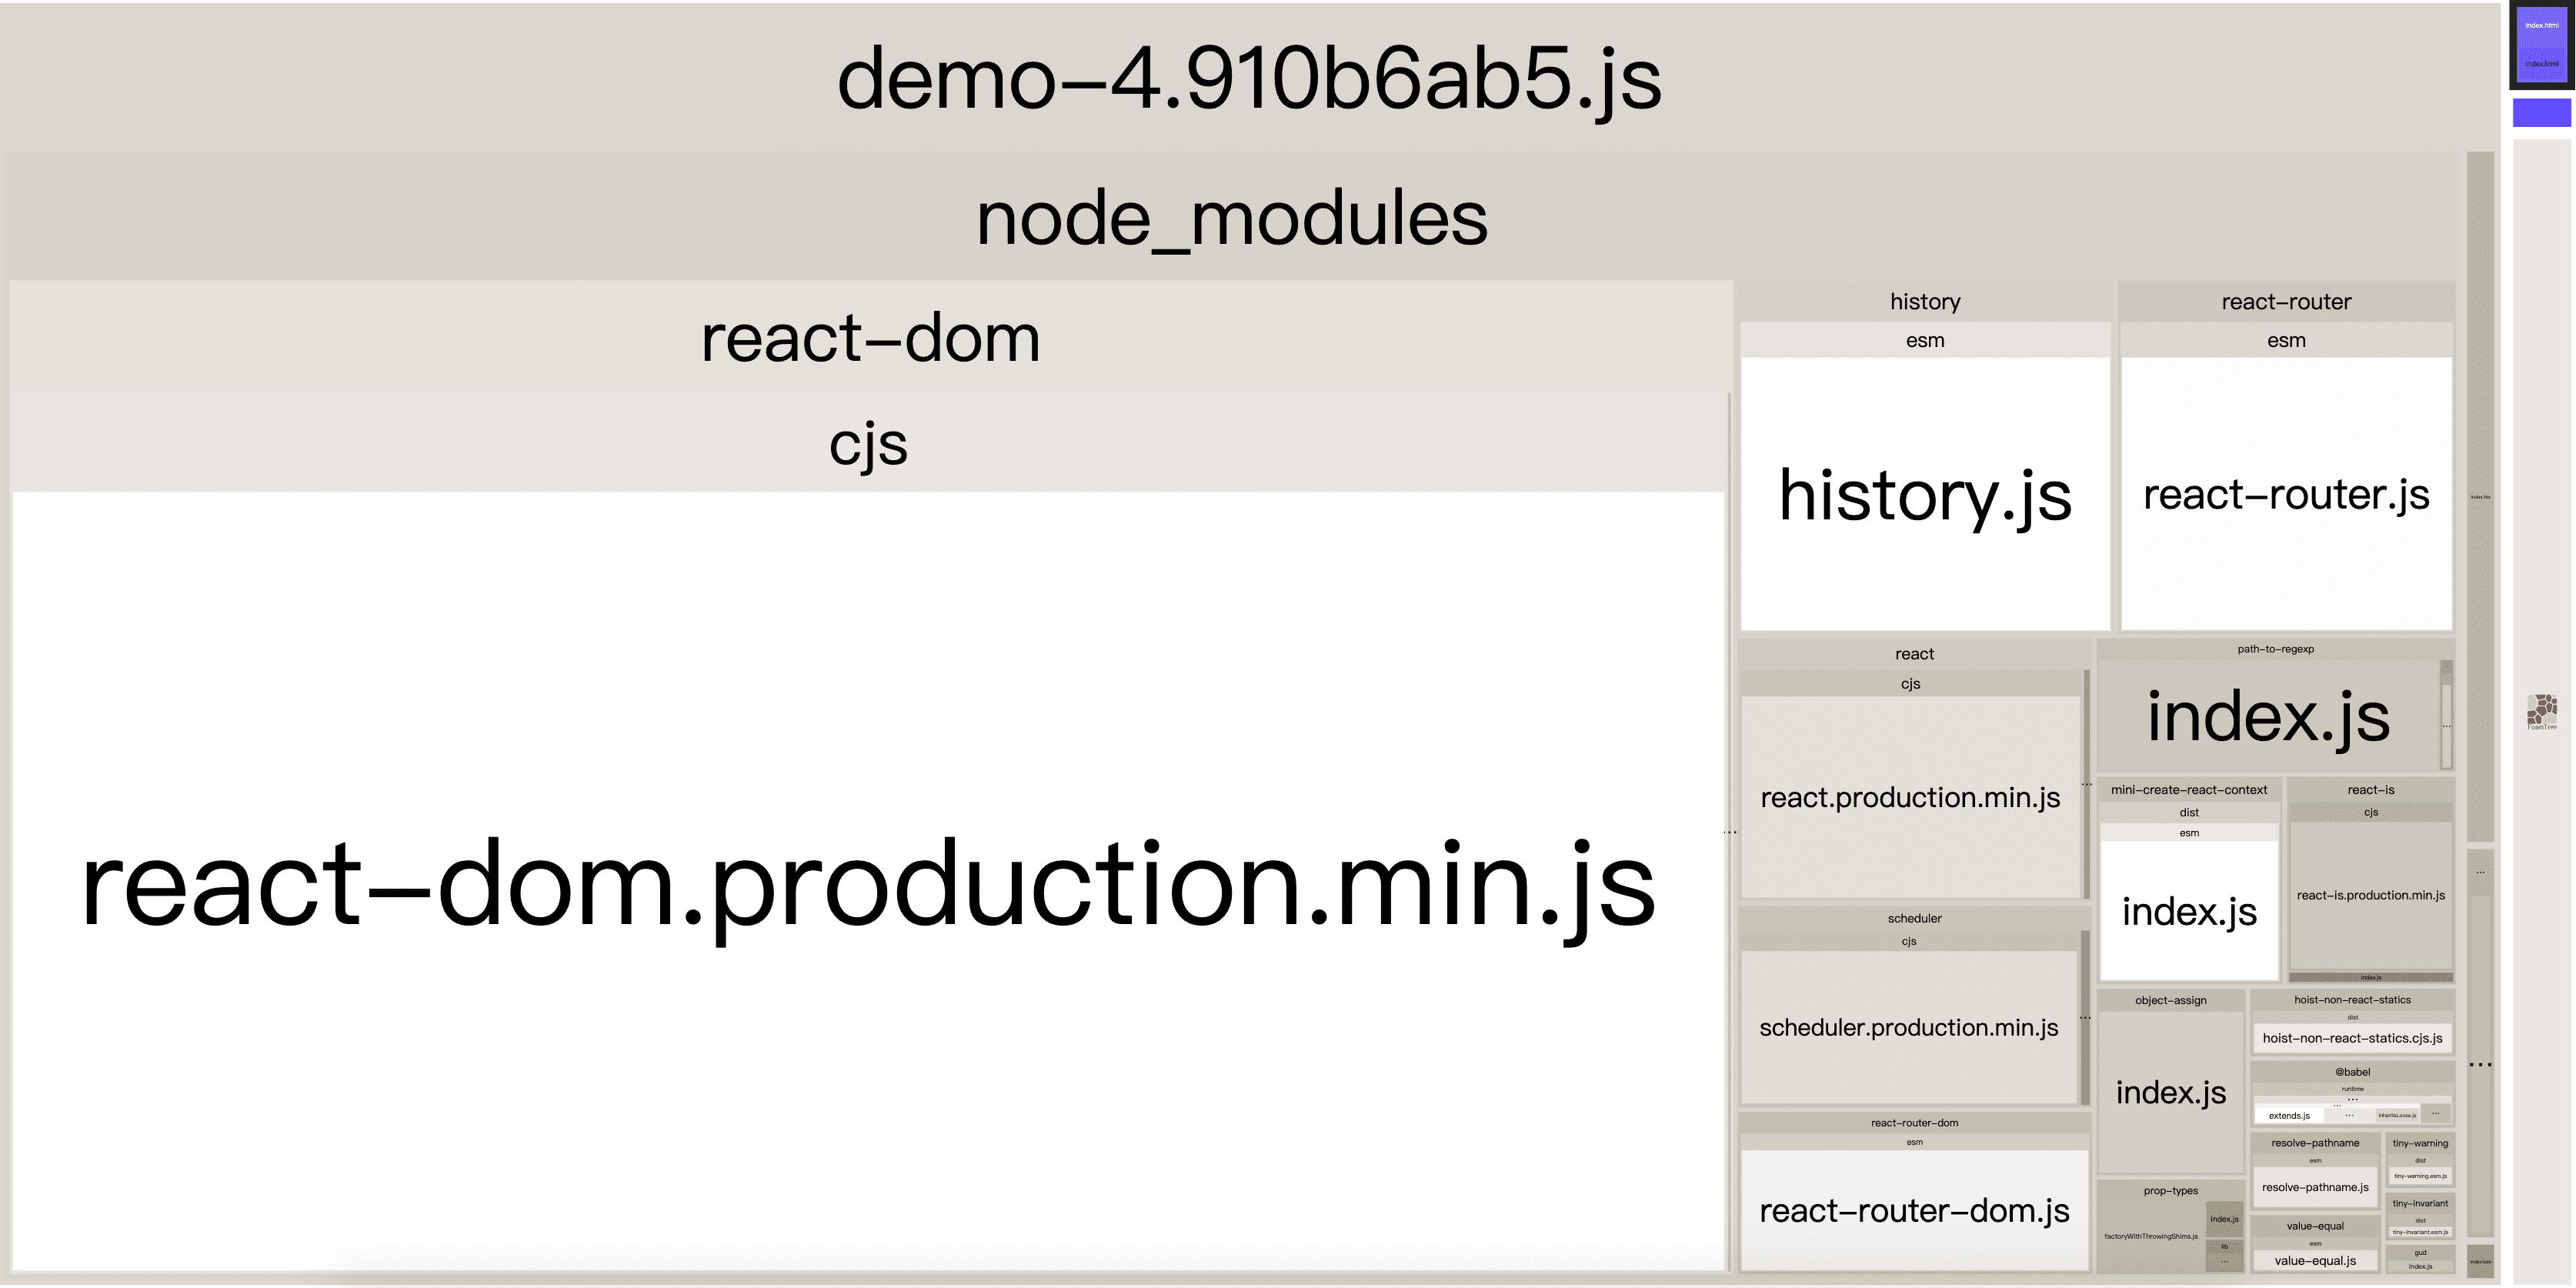 demo-4.910b6ab5.js
node_modules
react-dom
cjs
react-dom.production.min.js
...
history
esm
history.js
react-router
esm
react-router.js
react
cjs
react.production.min.js
...
scheduler
cjs
scheduler.production.min.js
...
react-router-dom
esm
react-router-dom.js
path-to-regexp
index.js
...
mini-create-react-context
dist
esm
index.js
react-is
cjs
react-is.production.min.js
index.js
object-assign
index.js
hoist-non-react-statics
dist
hoist-non-react-statics.cjs.js
@babel
runtime
...
...
extends.js
...
inheritsLoose.js
...
resolve-pathname
esm
resolve-pathname.js
tiny-warning
dist
tiny-warning.esm.js
prop-types
factoryWithThrowingShims.js
index.js
lib
...
value-equal
esm
value-equal.js
tiny-invariant
dist
tiny-invariant.esm.js
gud
index.js
...
...
index.html
index.html
FoamTree